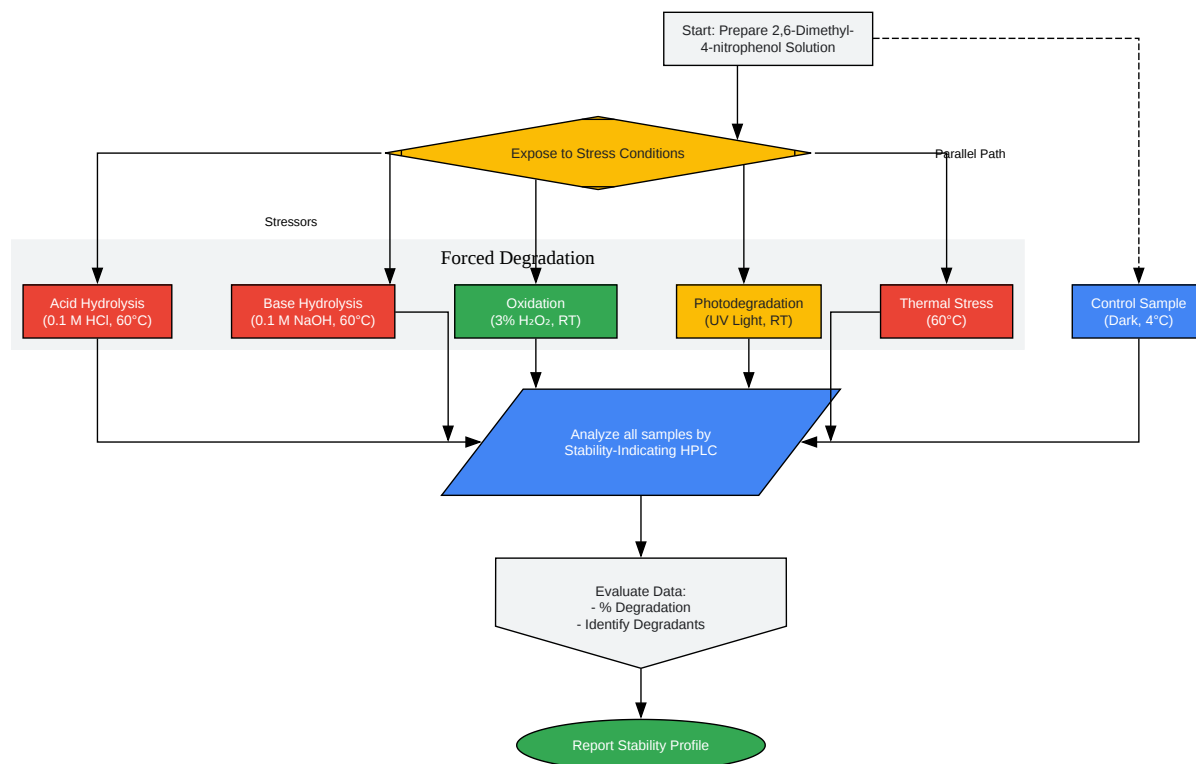 Start: Prepare 2,6-Dimethyl-
4-nitrophenol Solution
Expose to Stress Conditions
Parallel Path
Stressors
Forced Degradation
Acid Hydrolysis
(0.1 M HCl, 60°C)
Base Hydrolysis
(0.1 M NaOH, 60°C)
Oxidation
(3% H₂O₂, RT)
Photodegradation
(UV Light, RT)
Thermal Stress
(60°C)
Control Sample
(Dark, 4°C)
Analyze all samples by
Stability-Indicating HPLC
Evaluate Data:
- % Degradation
- Identify Degradants
Report Stability Profile